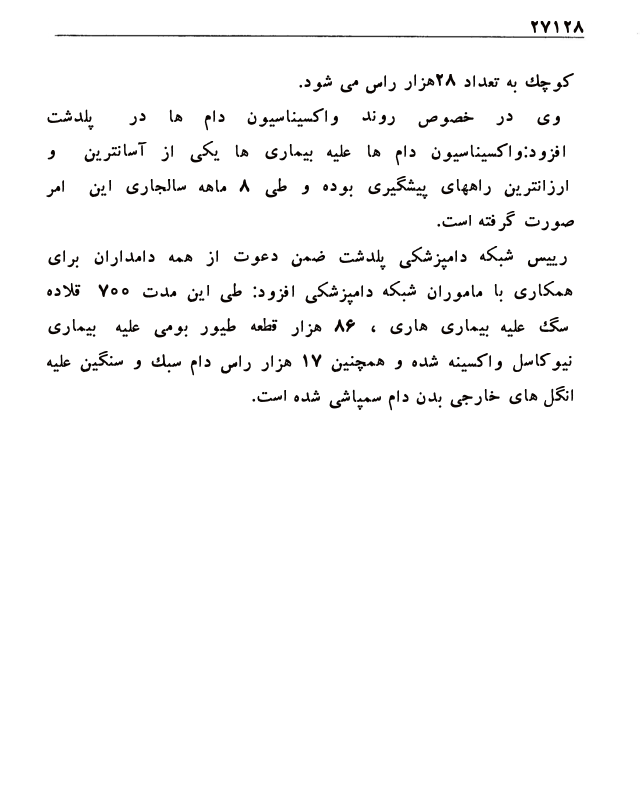 ۲۷۱۲۸
کوچک به تعداد ۲۸هزار راس می شود.
وی در خصوص روند واکسیناسیون دام ها در پلدشت
افزود:واکسیناسیون دام ها علیه بیماری ها یکی از آسانترین و
ارزانترین راههای پیشگیری بوده و طی ۸ ماهه سالجاری این امر
صورت گرفته است.
رییس شبکه دامپزشکی پلدشت ضمن دعوت از همه دامداران برای
همکاری با ماموران شبکه دامپزشکی افزود: طی این مدت ۷۰۰ قلاده
سگ علیه بیماری هاری ، ۸۶ هزار قطعه طیور بومی علیه بیماری
نیوکاسل واکسینه شده و همچنین ۱۷ هزار راس دام سبک و سنگین علیه
انگل های خارجی بدن دام سمپاشی شده است.